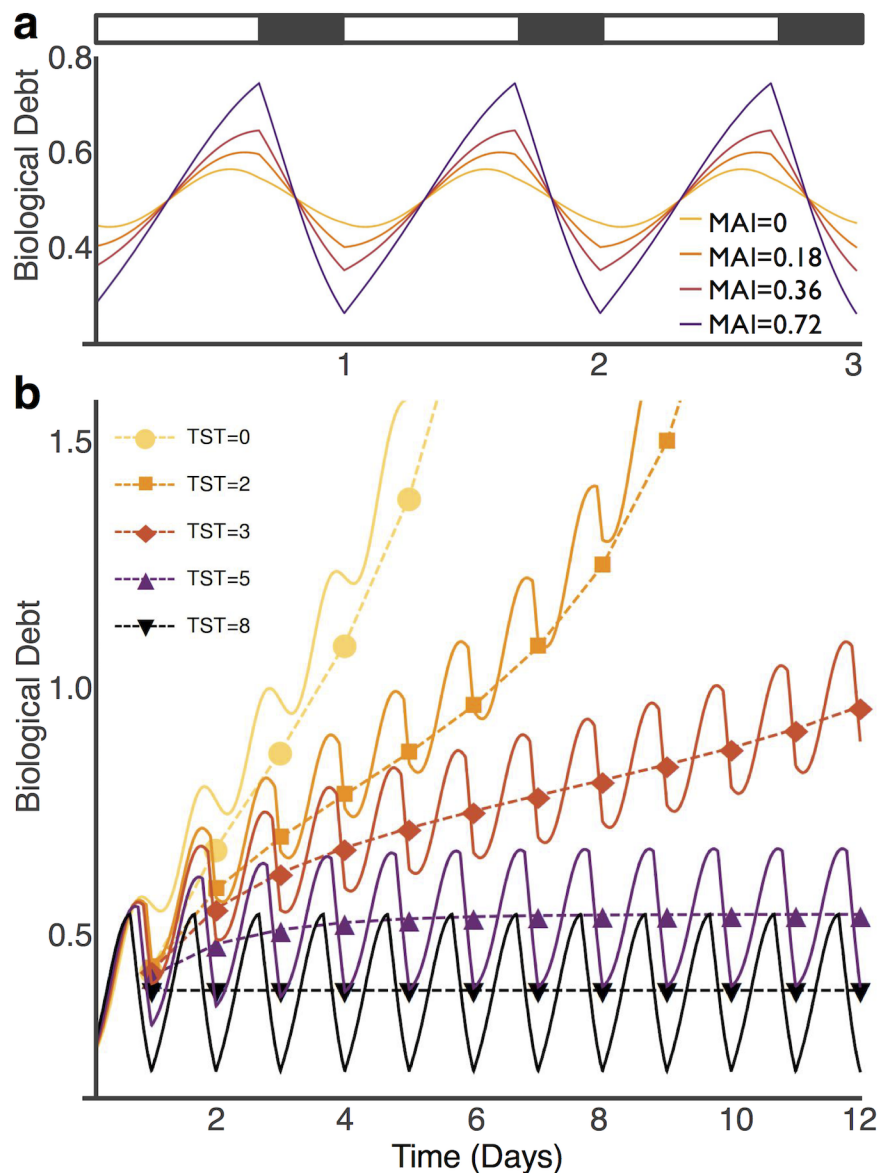 a
Biological Debt
0.8
0.6
0.4
MAI=0
MAI=0.18
MAI=0.36
MAI=0.72
1
2
3
b
Biological Debt
1.5
1.0
0.5
TST=0
TST=2
TST=3
TST=5
TST=8
2
4
6
8
10
12
Time (Days)